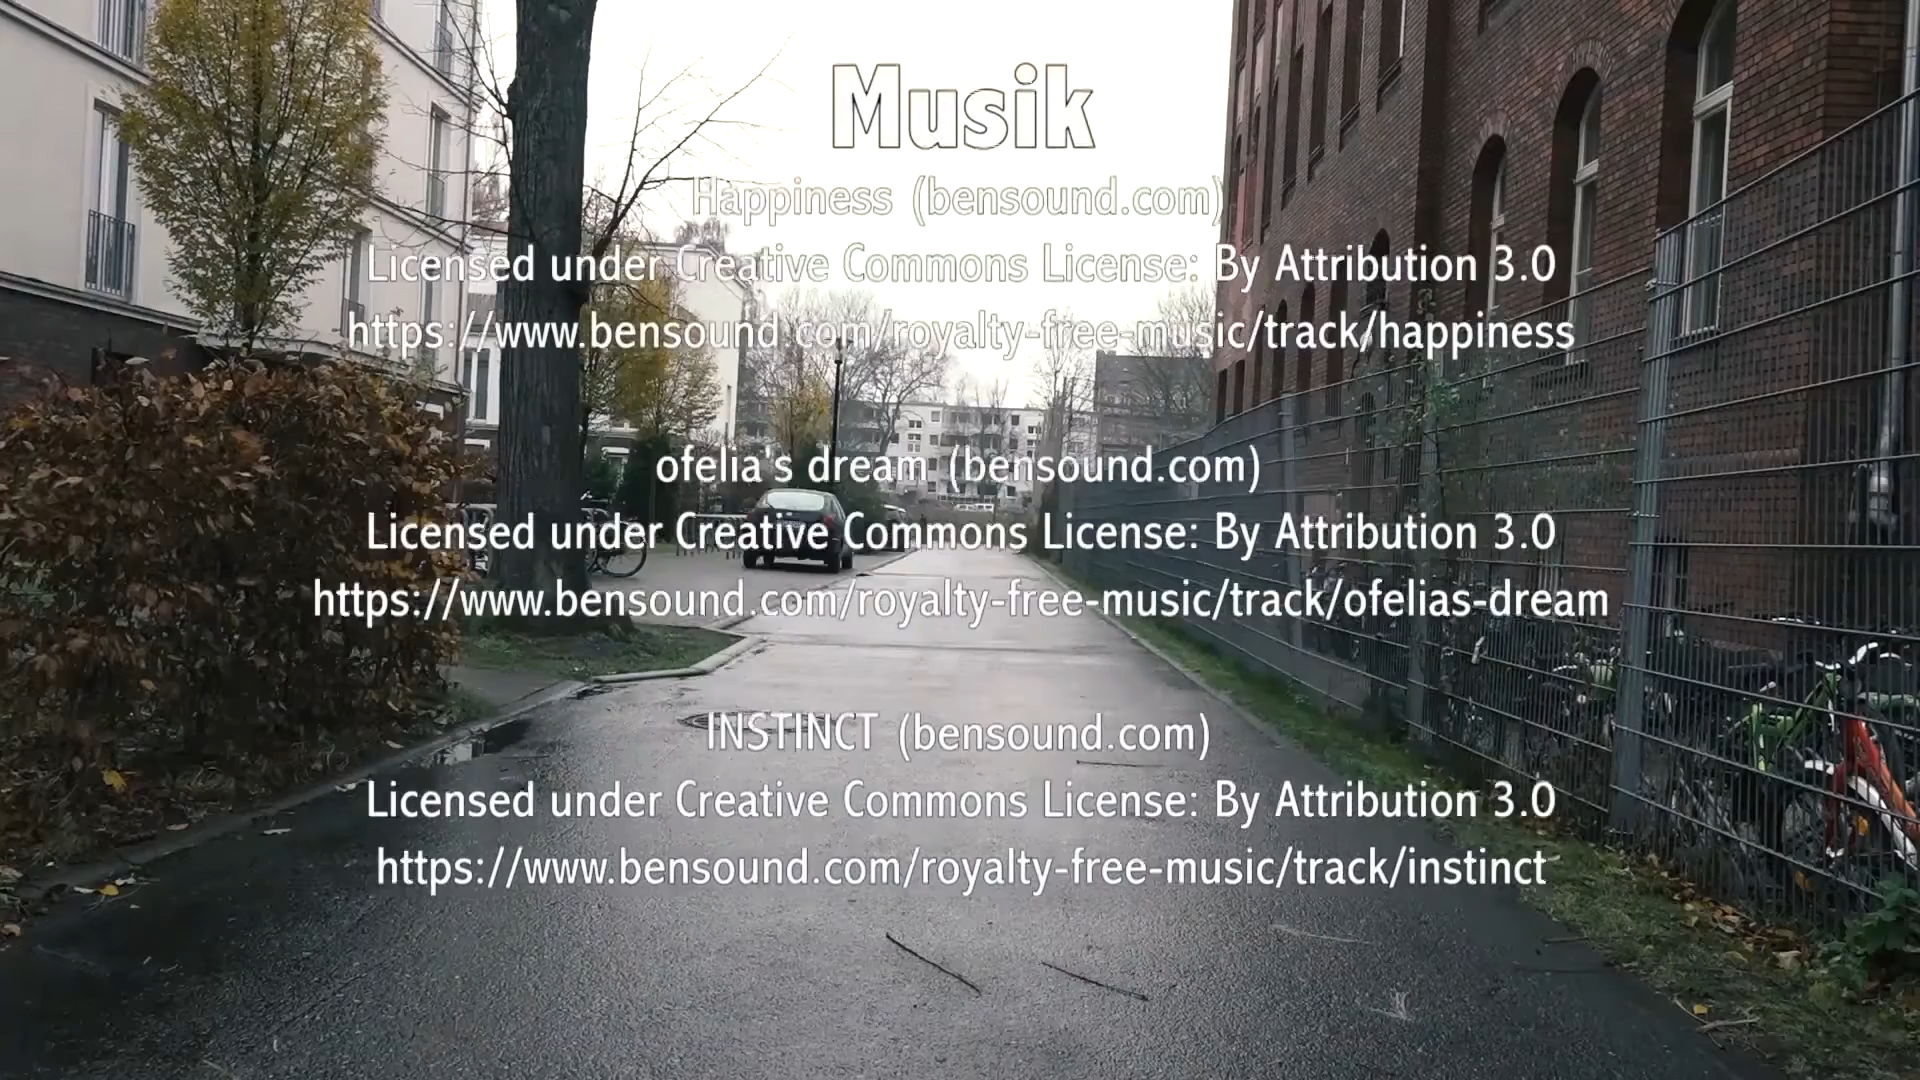 Musik
Happiness (bensound.com)
Licensed under Creative Commons License: By Attribution 3.0
https://www.bensound.com/royalty-free-music/track/happiness
ofelia's dream (bensound.com)
Licensed under Creative Commons License: By Attribution 3.0
https://www.bensound.com/royalty-free-music/track/ofelias-dream
INSTINCT (bensound.com)
Licensed under Creative Commons License: By Attribution 3.0
https://www.bensound.com/royalty-free-music/track/instinct